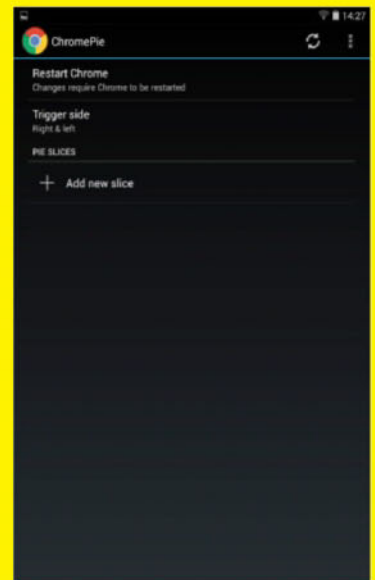 14:27
ChromePie
Restart Chrome
Changes require Chrome to be restarted
Trigger side
Right & left
PIE SLICES
Add new slice